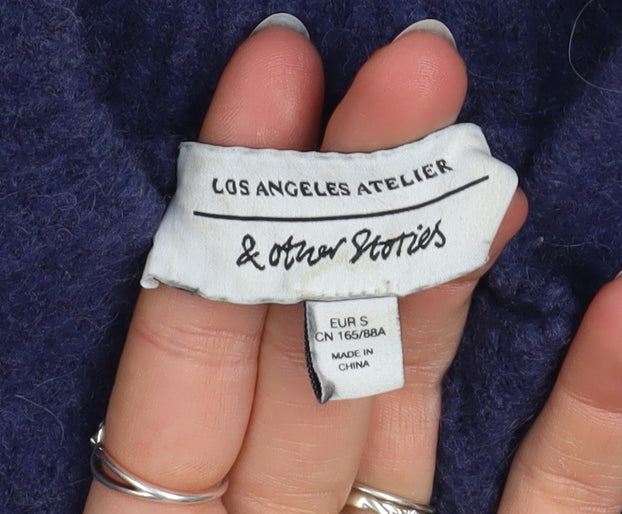 LOS ANGELES ATELIER
& other Stories
EUR S
CN 165/88A
MADE IN
CHINA